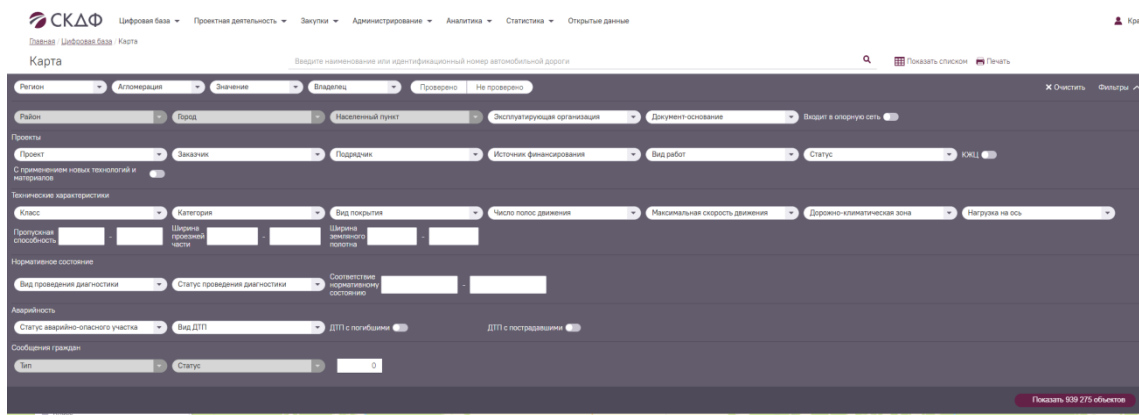 СКДФ Цифровая база Проектная деятельность Закупки Администрирование Аналитика Статистика Открытые данные Кра
Главная / Цифровая база / Карта
Карта Введите наименование или идентификационный номер автомобильной дороги Показать списком Печать
Регион Агломерация Значение Владелец Проверено Не проверено X Очистить Фильтры
Район Город Населенный пункт Эксплуатирующая организация Документ-основание Входит в опорную сеть
Проекты
Проект Заказчик Подрядчик Источник финансирования Вид работ Статус КЖЦ
С применением новых технологий и
материалов
Технические характеристики
Класс Категория Вид покрытия Число полос движения Максимальная скорость движения Дорожно-климатическая зона Нагрузка на ось
Пропускная
способность -
Ширина
проезжей
части -
Ширина
земляного
полотна -
Нормативное состояние
Вид проведения диагностики Статус проведения диагностики
Соответствие
нормативному
состоянию -
Аварийность
Статус аварийно-опасного участка Вид ДТП ДТП с погибшими ДТП с пострадавшими
Сообщения граждан
Тип Статус 0
Показать 939 275 объектов